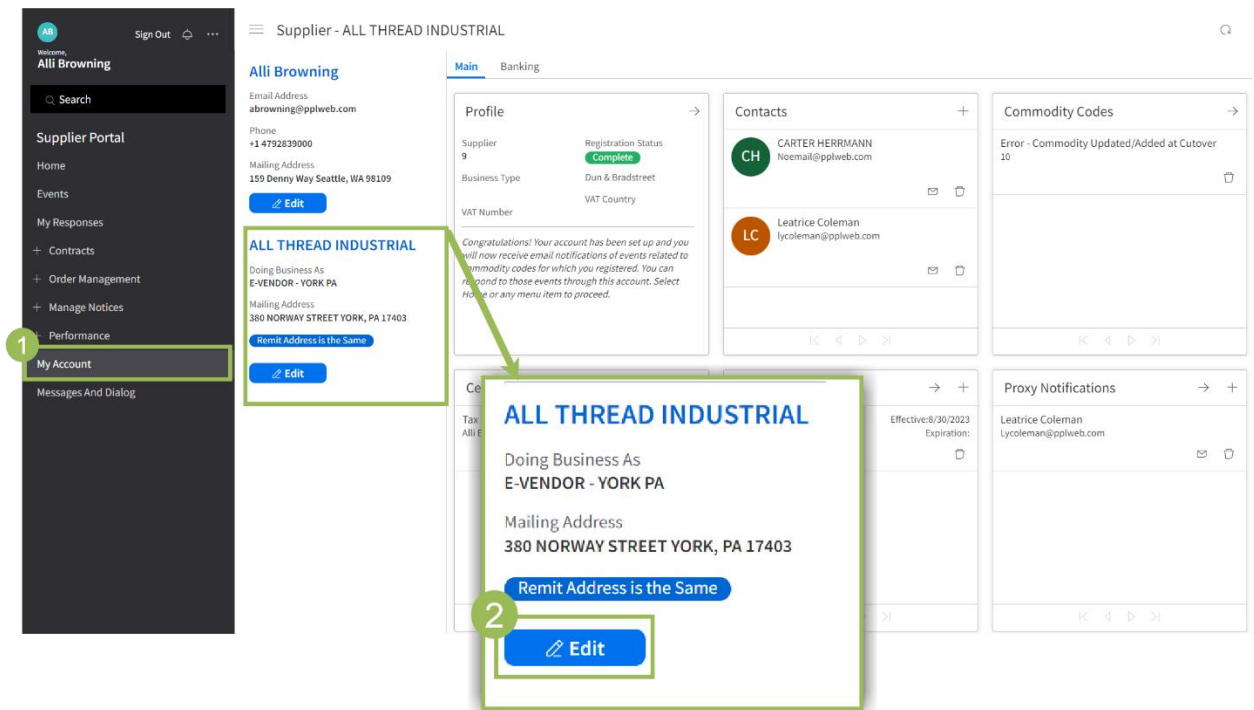 AB
Sign Out
Welcome,
Alli Browning
Search
Supplier Portal
Home
Events
My Responses
+ Contracts
+ Order Management
+ Manage Notices
+ Performance
1
My Account
Messages And Dialog
Supplier - ALL THREAD INDUSTRIAL
Alli Browning
Email Address
abrowning@pplweb.com
Phone
+1 4792839000
Mailing Address
159 Denny Way Seattle, WA 98109
Edit
ALL THREAD INDUSTRIAL
Doing Business As
E-VENDOR - YORK PA
Mailing Address
380 NORWAY STREET YORK, PA 17403
Remit Address is the Same
Edit
Main Banking
Profile
Supplier
9
Registration Status
Complete
Business Type
Dun & Bradstreet
VAT Country
VAT Number
Congratulations! Your account has been set up and you
will now receive email notifications of events related to
commodity codes for which you registered. You can
respond to those events through this account. Select
Home or any menu item to proceed.
Contacts
CH
CARTER HERRMANN
Noemail@pplweb.com
LC
Leatrice Coleman
lycoleman@pplweb.com
Commodity Codes
Error - Commodity Updated/Added at Cutover
10
Ce
Tax
Alli B
Effective:8/30/2023
Expiration:
Proxy Notifications
Leatrice Coleman
Lycoleman@pplweb.com
ALL THREAD INDUSTRIAL
Doing Business As
E-VENDOR - YORK PA
Mailing Address
380 NORWAY STREET YORK, PA 17403
Remit Address is the Same
2
Edit